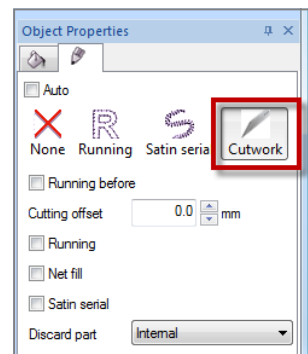 Object Properties
Auto
None Running Satin serial Cutwork
Running before
Cutting offset 0.0 mm
Running
Net fill
Satin serial
Discard part Internal